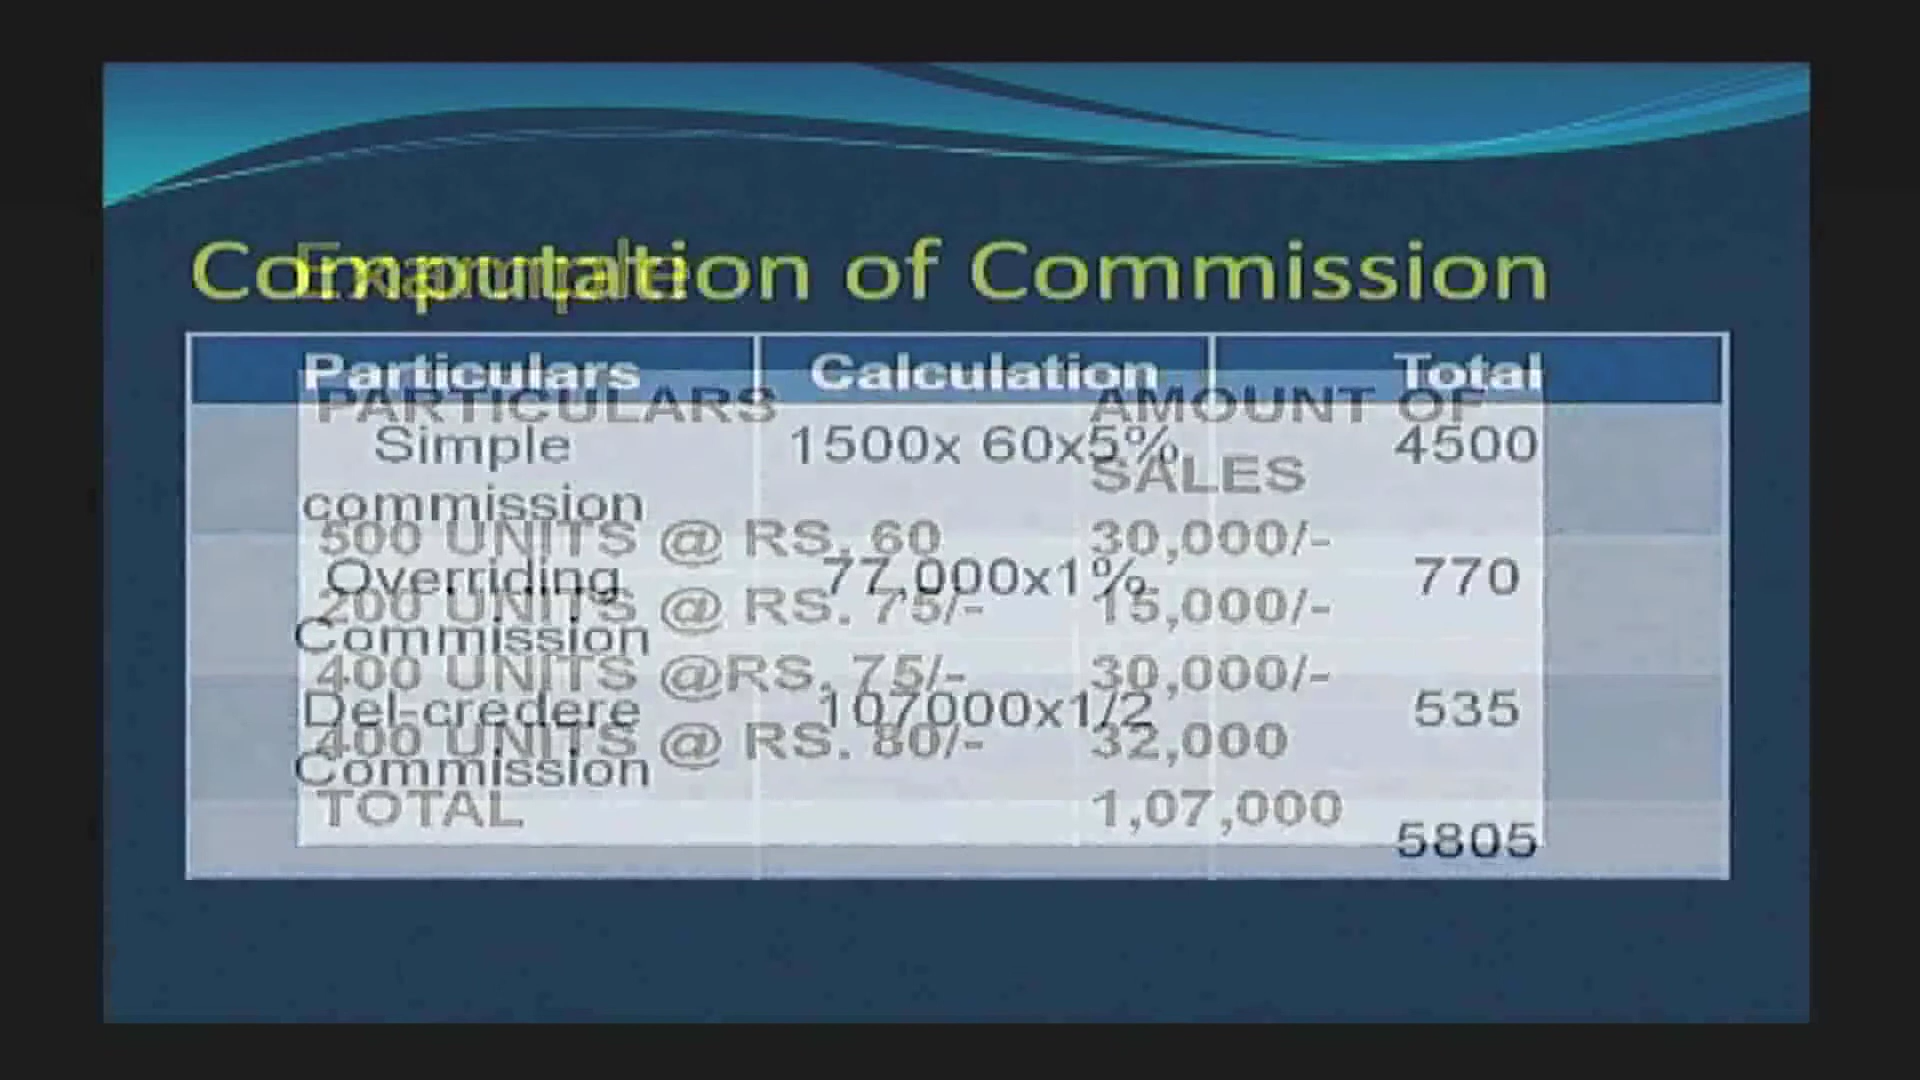 Computation of Commission
Example
Particulars Calculation Total
Simple commission 1500x 60x5% 4500
Overriding Commission 77,000x1% 770
Del-credere Commission 107000x1/2 535
5805
PARTICULARS AMOUNT OF SALES
500 UNITS @ RS. 60 30,000/-
200 UNITS @ RS. 75/- 15,000/-
400 UNITS @RS. 75/- 30,000/-
400 UNITS @ RS. 80/- 32,000
TOTAL 1,07,000